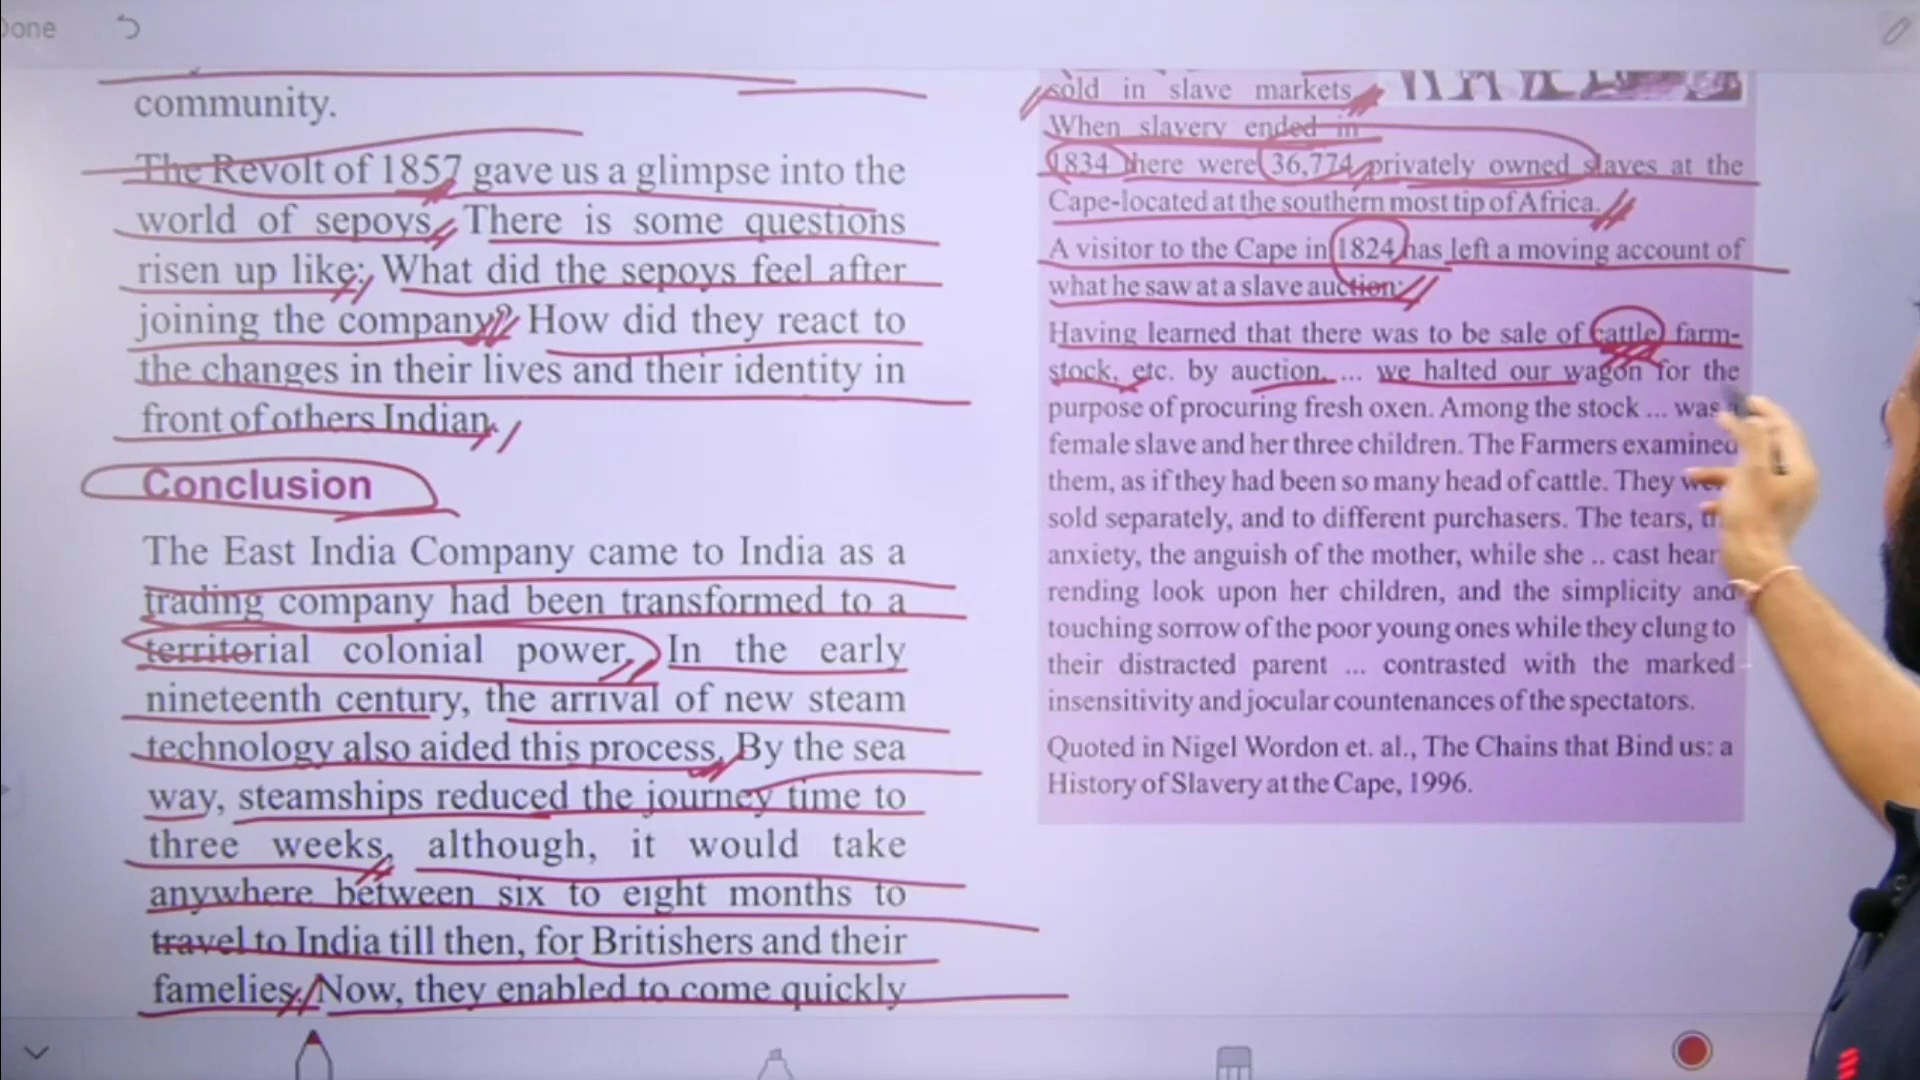 Done
community.
The Revolt of 1857 gave us a glimpse into the
world of sepoys. There is some questions
risen up like: What did the sepoys feel after
joining the company? How did they react to
the changes in their lives and their identity in
front of others Indian.
Conclusion
The East India Company came to India as a
trading company had been transformed to a
territorial colonial power. In the early
nineteenth century, the arrival of new steam
technology also aided this process. By the sea
way, steamships reduced the journey time to
three weeks, although, it would take
anywhere between six to eight months to
travel to India till then, for Britishers and their
famelies. Now, they enabled to come quickly
sold in slave markets
When slavery ended in
1834 there were 36,774 privately owned slaves at the
Cape-located at the southern most tip of Africa.
A visitor to the Cape in 1824 has left a moving account of
what he saw at a slave auction:
Having learned that there was to be sale of cattle farm-
stock, etc. by auction, ... we halted our wagon for the
purpose of procuring fresh oxen. Among the stock ... was
female slave and her three children. The Farmers examined
them, as if they had been so many head of cattle. They
sold separately, and to different purchasers. The tears,
anxiety, the anguish of the mother, while she .. cast
rending look upon her children, and the simplicity and
touching sorrow of the poor young ones while they clung to
their distracted parent ... contrasted with the marked
insensitivity and jocular countenances of the spectators.
Quoted in Nigel Wordon et. al., The Chains that Bind us: a
History of Slavery at the Cape, 1996.